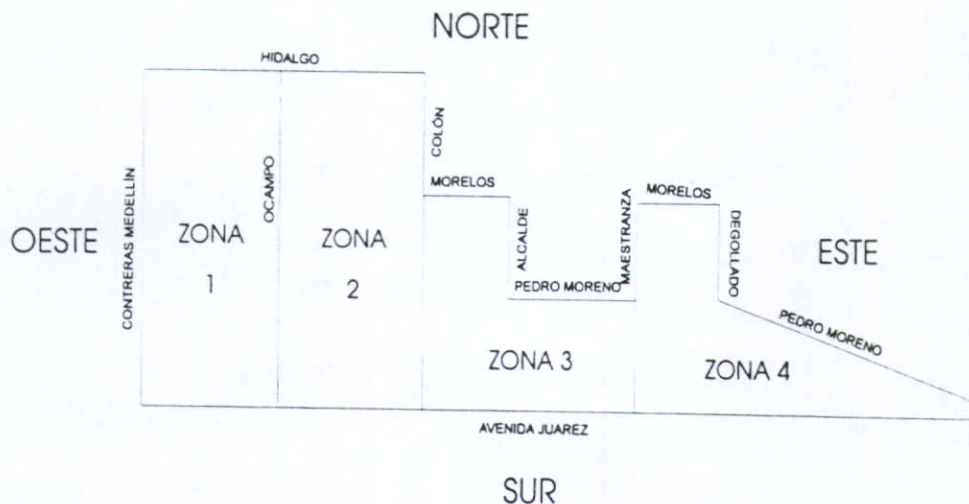 NORTE
HIDALGO
COLÓN
CONTRERAS MEDELLÍN
OCAMPO
MORELOS
MORELOS
OESTE
ZONA
1
ZONA
2
ALCALDE
MAESTRANZA
DEGOLLADO
ESTE
PEDRO MORENO
PEDRO MORENO
ZONA 3
ZONA 4
AVENIDA JUAREZ
SUR